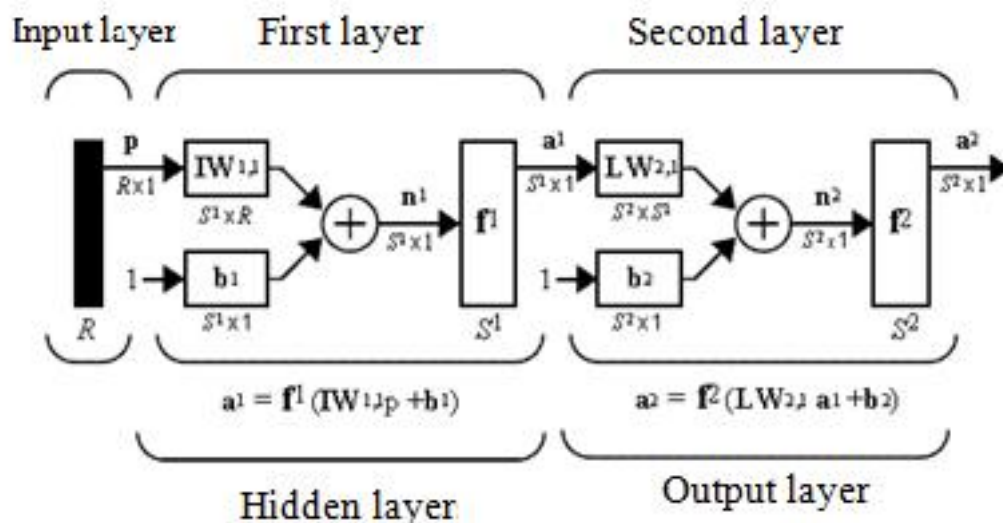 Input layer
First layer
Second layer
p
R×1
IW1,1
S1×R
1
b1
S1×1
n1
S1×1
f1
a1
S1×1
LW2,1
S2×S1
1
b2
S2×1
n2
S2×1
f2
a2
S2×1
R
S1
S2
a1 = f1 (IW1,1p +b1)
a2 = f2 (LW2,1 a1+b2)
Hidden layer
Output layer